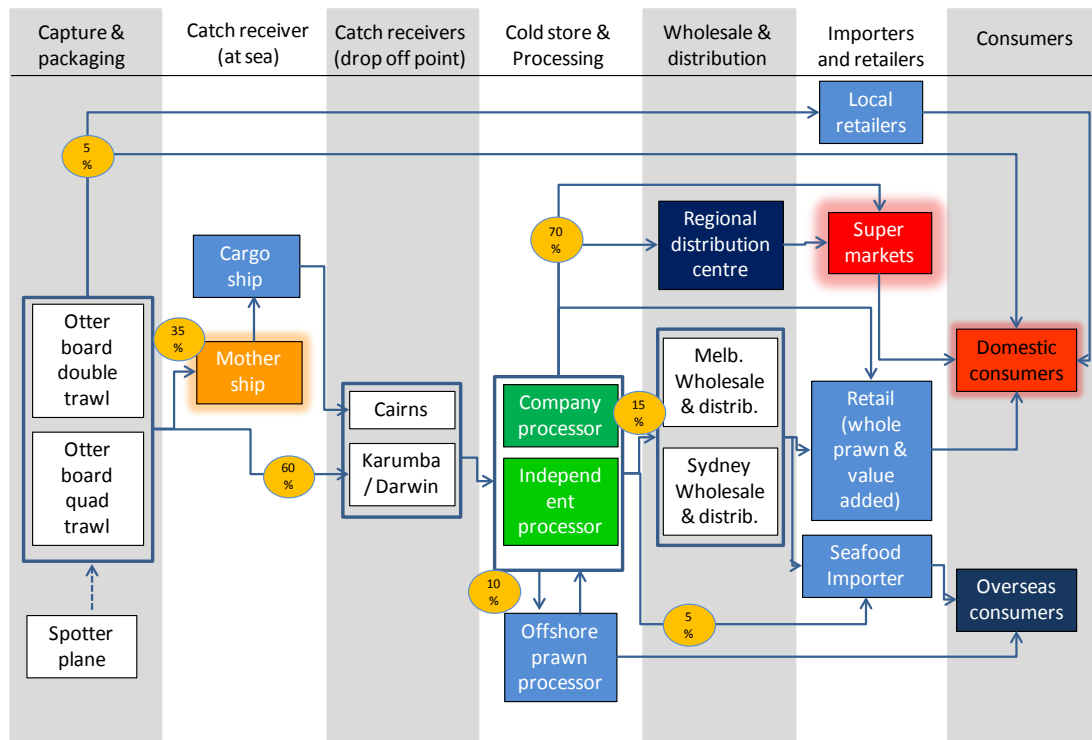 Capture &
packaging
Catch receiver
(at sea)
Catch receivers
(drop off point)
Cold store &
Processing
Wholesale &
distribution
Importers
and retailers
Consumers
Local
retailers
5
%
70
%
Regional
distribution
centre
Super
markets
Cargo
ship
Otter
board
double
trawl
35
%
Mother
ship
Melb.
Wholesale
& distrib.
Domestic
consumers
Cairns
Company
processor
15
%
Retail
(whole
prawn &
value
added)
Otter
board
quad
trawl
60
%
Karumba
/ Darwin
Independ
ent
processor
Sydney
Wholesale
& distrib.
Seafood
Importer
10
%
5
%
Overseas
consumers
Spotter
plane
Offshore
prawn
processor